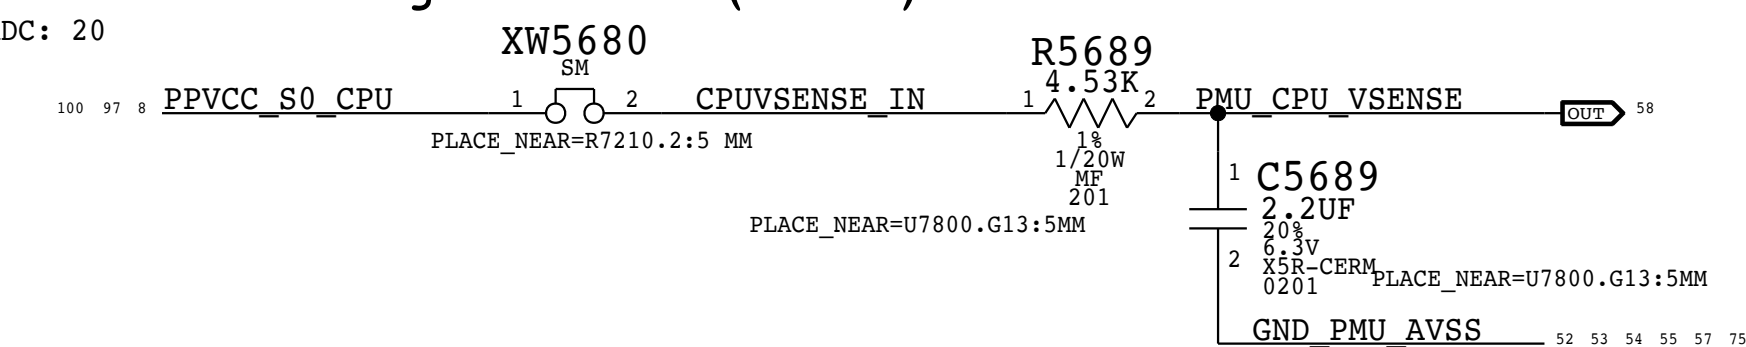 DC: 20
XW5680
SM
100 97 8 PPVCC_S0_CPU 1 2 CPUVSENSE_IN
PLACE_NEAR=R7210.2:5 MM
R5689
4.53K
1 2
1%
1/20W
MF
201
PLACE_NEAR=U7800.G13:5MM
PMU_CPU_VSENSE OUT 58
1 C5689
2.2UF
20%
6.3V
2 X5R-CERM
0201
PLACE_NEAR=U7800.G13:5MM
GND_PMU_AVSS 52 53 54 55 57 75